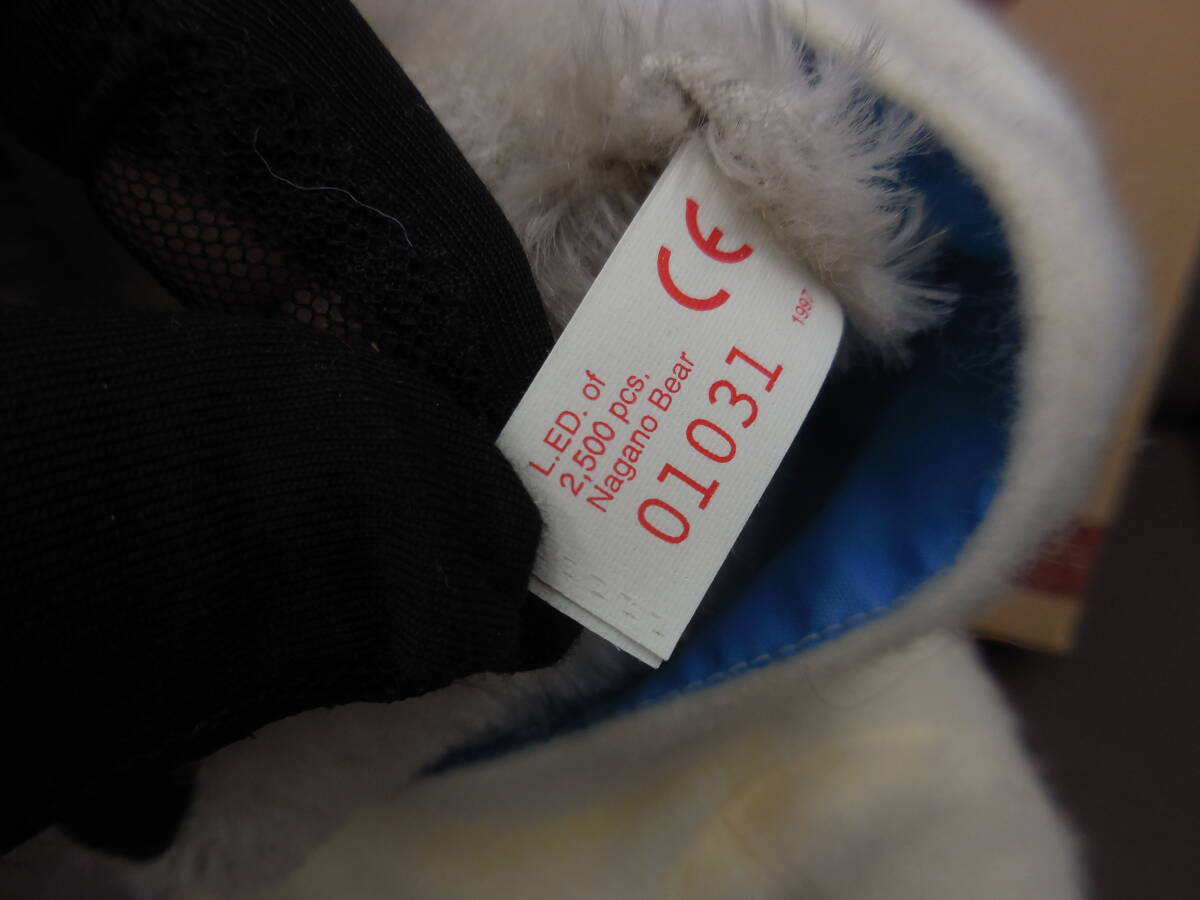 CE
1997
L.ED. of
2,500 pcs.
Nagano Bear
01031